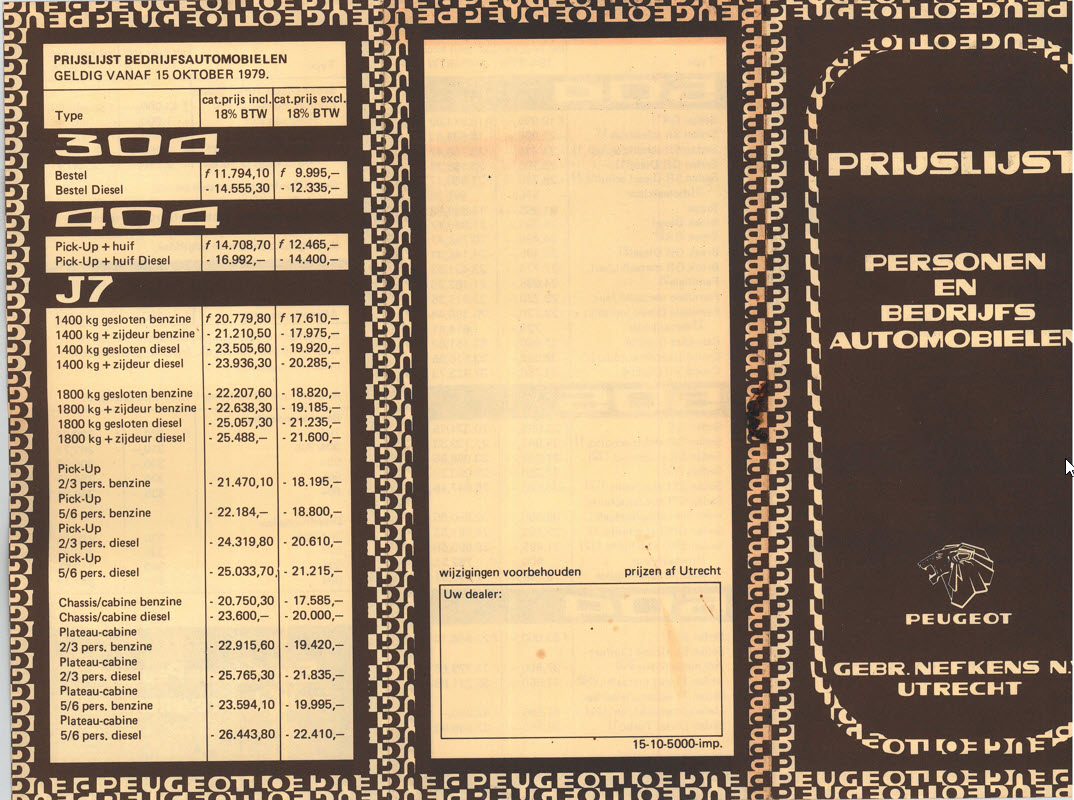 PRIJSLIJST BEDRIJFSAUTOMOBIELEN
GELDIG VANAF 15 OKTOBER 1979.
Type cat.prijs incl. 18% BTW cat.prijs excl. 18% BTW
304
Bestel f 11.794,10 f 9.995,—
Bestel Diesel - 14.555,30 - 12.335,—
404
Pick-Up + huif f 14.708,70 f 12.465,—
Pick-Up + huif Diesel - 16.992,— - 14.400,—
J7
1400 kg gesloten benzine f 20.779,80 f 17.610,—
1400 kg + zijdeur benzine - 21.210,50 - 17.975,—
1400 kg gesloten diesel - 23.505,60 - 19.920,—
1400 kg + zijdeur diesel - 23.936,30 - 20.285,—
1800 kg gesloten benzine - 22.207,60 - 18.820,—
1800 kg + zijdeur benzine - 22.638,30 - 19.185,—
1800 kg gesloten diesel - 25.057,30 - 21.235,—
1800 kg + zijdeur diesel - 25.488,— - 21.600,—
Pick-Up
2/3 pers. benzine - 21.470,10 - 18.195,—
Pick-Up
5/6 pers. benzine - 22.184,— - 18.800,—
Pick-Up
2/3 pers. diesel - 24.319,80 - 20.610,—
Pick-Up
5/6 pers. diesel - 25.033,70 - 21.215,—
Chassis/cabine benzine - 20.750,30 - 17.585,—
Chassis/cabine diesel - 23.600,— - 20.000,—
Plateau-cabine
2/3 pers. benzine - 22.915,60 - 19.420,—
Plateau-cabine
2/3 pers. diesel - 25.765,30 - 21.835,—
Plateau-cabine
5/6 pers. benzine - 23.594,10 - 19.995,—
Plateau-cabine
5/6 pers. diesel - 26.443,80 - 22.410,—
wijzigingen voorbehouden prijzen af Utrecht
Uw dealer:
15-10-5000-imp.
PRIJSLIJST
PERSONEN
EN
BEDRIJFS
AUTOMOBIELEN
PEUGEOT
GEBR. NEFKENS N.
UTRECHT